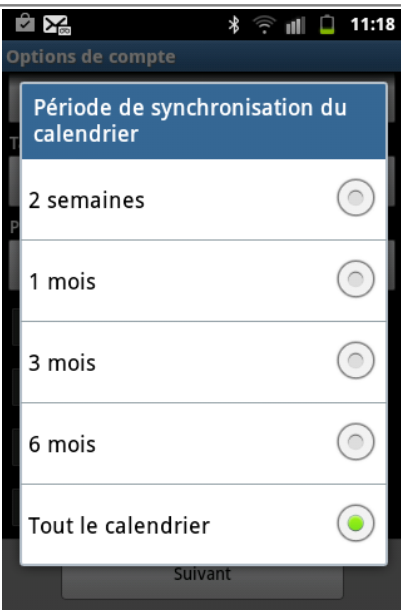 11:18
Options de compte
Période de synchronisation du
calendrier
2 semaines
1 mois
3 mois
6 mois
Tout le calendrier
Suivant